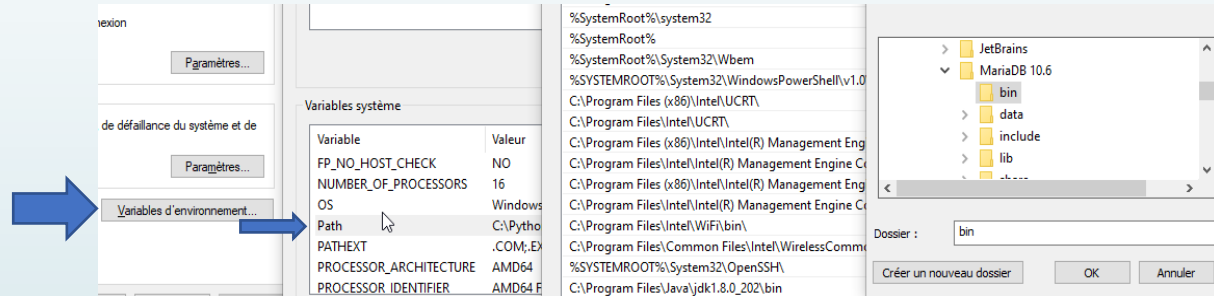 nexion
Paramètres...
de défaillance du système et de
Paramètres...
Variables d'environnement...
Variables système
Variable Valeur
FP_NO_HOST_CHECK NO
NUMBER_OF_PROCESSORS 16
OS Windows
Path C:\Pytho
PATHEXT .COM;.EX
PROCESSOR_ARCHITECTURE AMD64
PROCESSOR IDENTIFIER AMD64 F
%SystemRoot%\system32
%SystemRoot%
%SystemRoot%\System32\Wbem
%SYSTEMROOT%\System32\WindowsPowerShell\v1.0
C:\Program Files (x86)\Intel\UCRT\
C:\Program Files\Intel\UCRT\
C:\Program Files (x86)\Intel\Intel(R) Management Eng
C:\Program Files\Intel\Intel(R) Management Engine Co
C:\Program Files (x86)\Intel\Intel(R) Management Eng
C:\Program Files\Intel\Intel(R) Management Engine Co
C:\Program Files\Intel\WiFi\bin\
C:\Program Files\Common Files\Intel\WirelessCommo
%SYSTEMROOT%\System32\OpenSSH\
C:\Program Files\Java\jdk1.8.0_202\bin
JetBrains
MariaDB 10.6
bin
data
include
lib
Dossier : bin
Créer un nouveau dossier OK Annuler